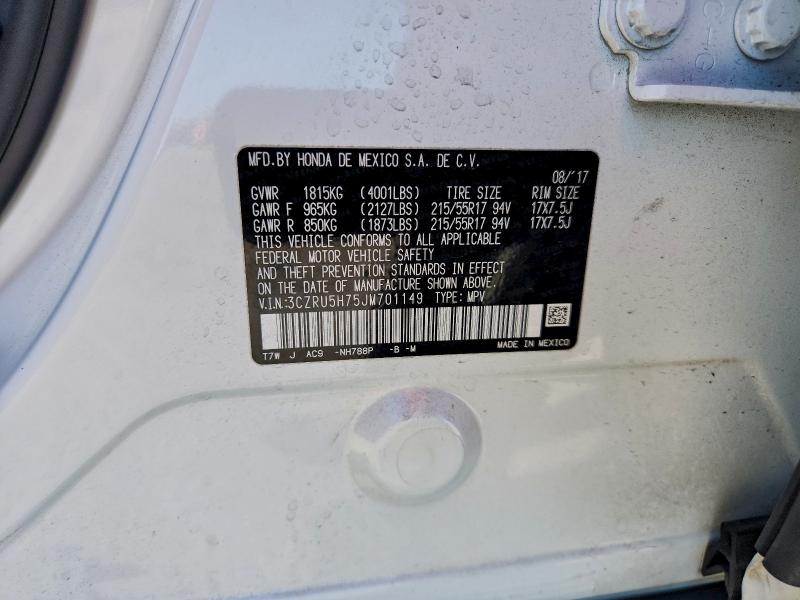 MFD.BY HONDA DE MEXICO S.A. DE C.V.
08/'17
GVWR 1815KG (4001LBS) TIRE SIZE RIM SIZE
GAWR F 965KG (2127LBS) 215/55R17 94V 17X7.5J
GAWR R 850KG (1873LBS) 215/55R17 94V 17X7.5J
THIS VEHICLE CONFORMS TO ALL APPLICABLE
FEDERAL MOTOR VEHICLE SAFETY
AND THEFT PREVENTION STANDARDS IN EFFECT
ON THE DATE OF MANUFACTURE SHOWN ABOVE.
V.I.N:3CZRU5H75JM701149 TYPE: MPV
T7W J AC9 -NH788P -B -M MADE IN MEXICO